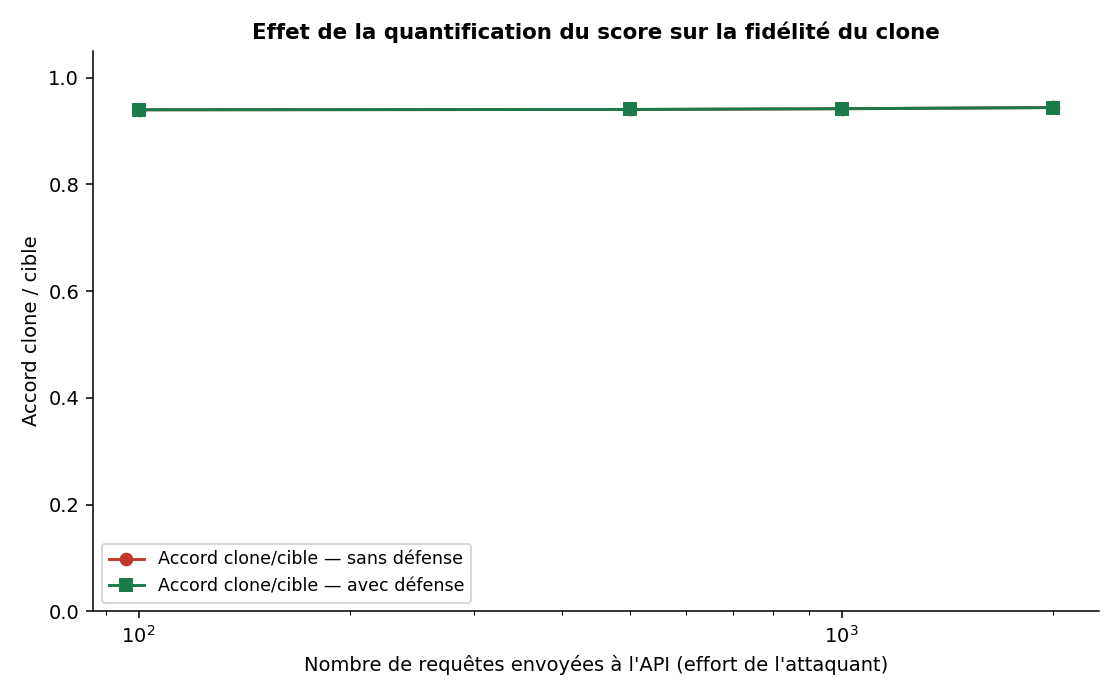 Effet de la quantification du score sur la fidélité du clone
1.0
0.8
0.6
0.4
0.2
0.0
Accord clone / cible
Accord clone/cible — sans défense
Accord clone/cible — avec défense
10²
10³
Nombre de requêtes envoyées à l'API (effort de l'attaquant)